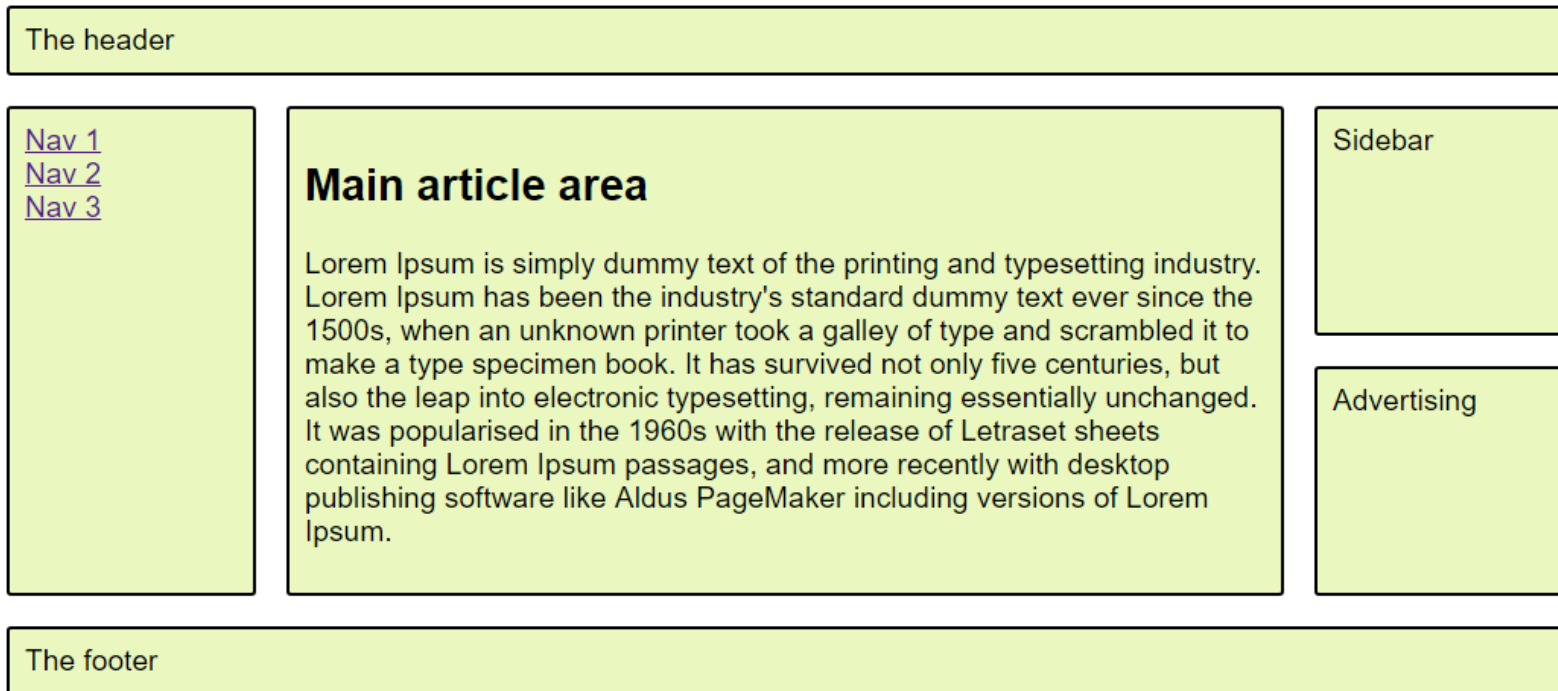 The header
Nav 1
Nav 2
Nav 3
Main article area
Lorem Ipsum is simply dummy text of the printing and typesetting industry.
Lorem Ipsum has been the industry's standard dummy text ever since the
1500s, when an unknown printer took a galley of type and scrambled it to
make a type specimen book. It has survived not only five centuries, but
also the leap into electronic typesetting, remaining essentially unchanged.
It was popularised in the 1960s with the release of Letraset sheets
containing Lorem Ipsum passages, and more recently with desktop
publishing software like Aldus PageMaker including versions of Lorem
Ipsum.
Sidebar
Advertising
The footer